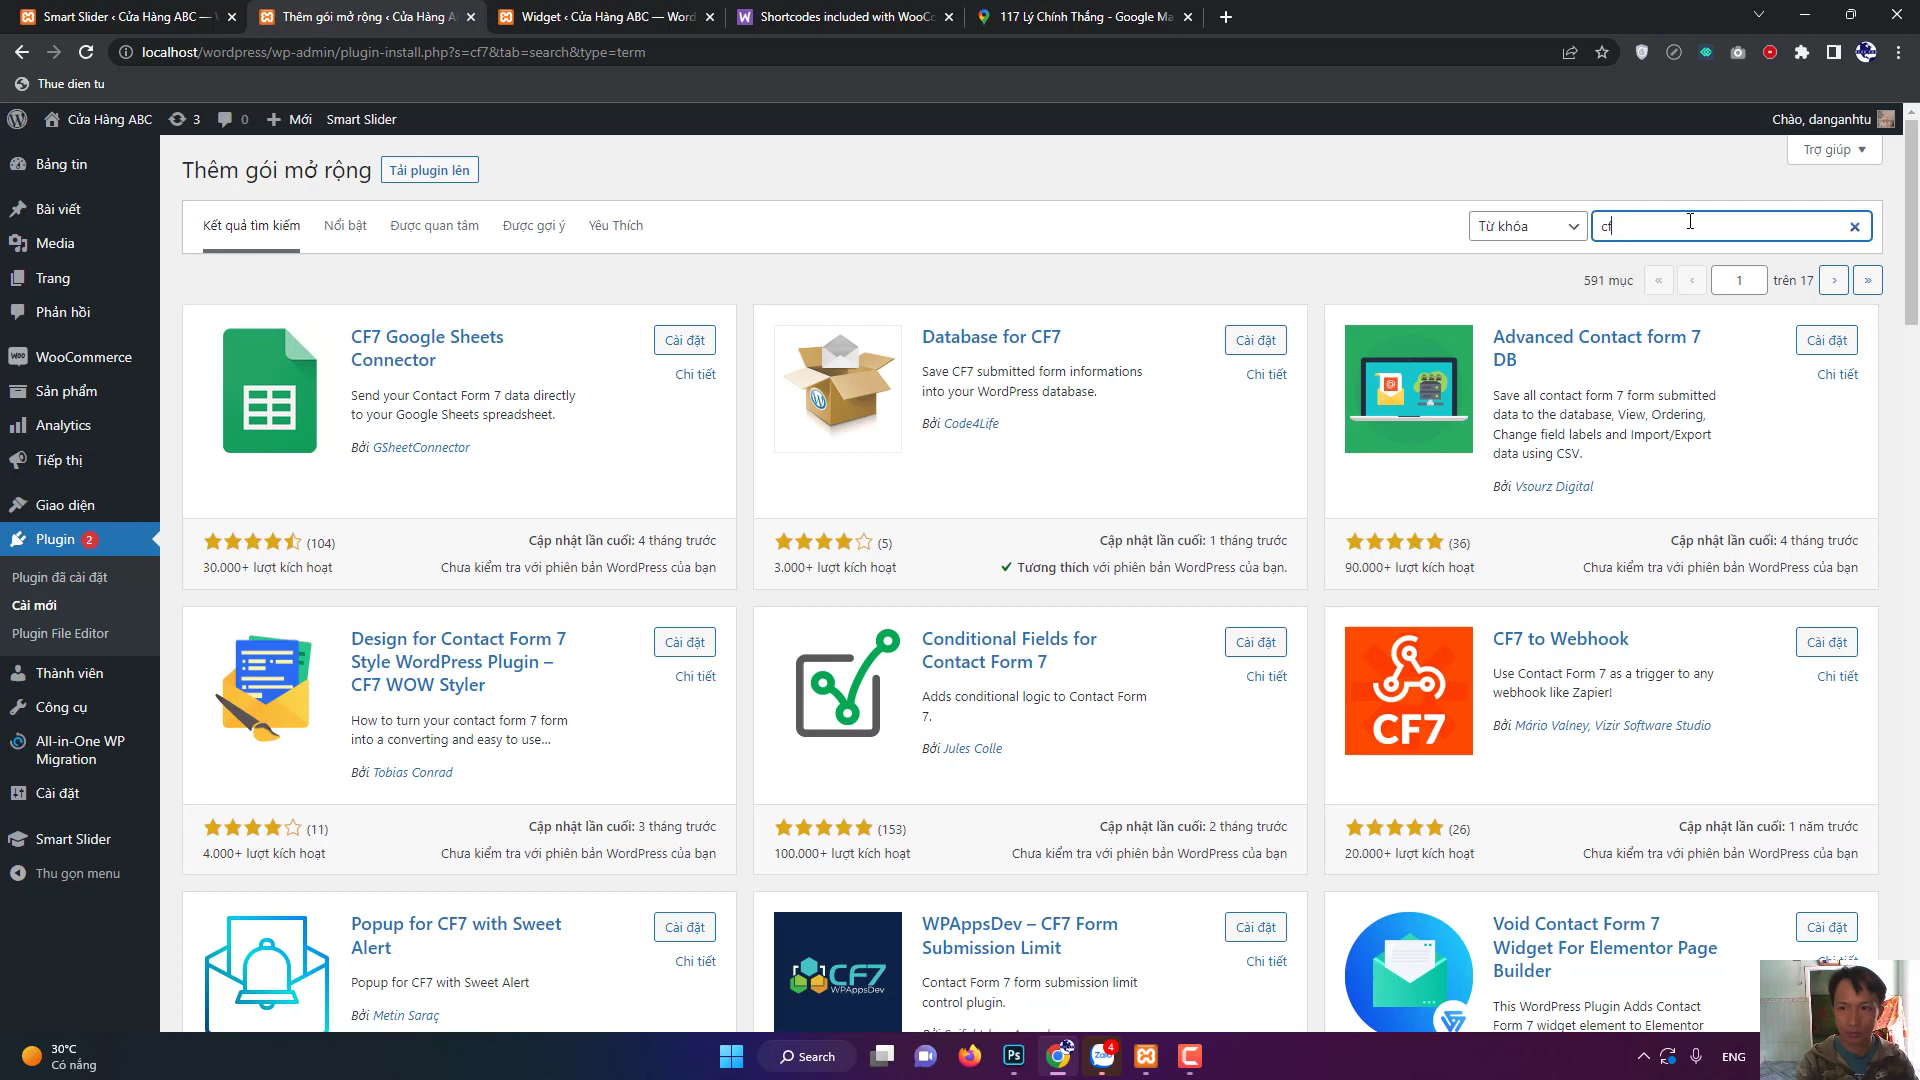 Smart Slider ‹ Cửa Hàng ABC —
Thêm gói mở rộng ‹ Cửa Hàng A
Widget ‹ Cửa Hàng ABC — Word
Shortcodes included with WooCo
117 Lý Chính Thắng - Google Ma
localhost/wordpress/wp-admin/plugin-install.php?s=cf7&tab=search&type=term
Thue dien tu
Cửa Hàng ABC
3
0
Mới
Smart Slider
Chào, danganhtu
Bảng tin
Bài viết
Media
Trang
Phản hồi
WooCommerce
Sản phẩm
Analytics
Tiếp thị
Giao diện
Plugin 2
Plugin đã cài đặt
Cài mới
Plugin File Editor
Thành viên
Công cụ
All-in-One WP
Migration
Cài đặt
Smart Slider
Thu gọn menu
Trợ giúp
Thêm gói mở rộng
Tải plugin lên
Kết quả tìm kiếm
Nổi bật
Được quan tâm
Được gợi ý
Yêu Thích
Từ khóa
cf
591 mục
«
‹
1
trên 17
›
»
CF7 Google Sheets
Connector
Cài đặt
Chi tiết
Send your Contact Form 7 data directly
to your Google Sheets spreadsheet.
Bởi GSheetConnector
(104)
30.000+ lượt kích hoạt
Cập nhật lần cuối: 4 tháng trước
Chưa kiểm tra với phiên bản WordPress của bạn
Database for CF7
Cài đặt
Chi tiết
Save CF7 submitted form informations
into your WordPress database.
Bởi Code4Life
(5)
3.000+ lượt kích hoạt
Cập nhật lần cuối: 1 tháng trước
Tương thích với phiên bản WordPress của bạn.
Advanced Contact form 7
DB
Cài đặt
Chi tiết
Save all contact form 7 form submitted
data to the database, View, Ordering,
Change field labels and Import/Export
data using CSV.
Bởi Vsourz Digital
(36)
90.000+ lượt kích hoạt
Cập nhật lần cuối: 4 tháng trước
Chưa kiểm tra với phiên bản WordPress của bạn
Design for Contact Form 7
Style WordPress Plugin –
CF7 WOW Styler
Cài đặt
Chi tiết
How to turn your contact form 7 form
into a converting and easy to use...
Bởi Tobias Conrad
(11)
4.000+ lượt kích hoạt
Cập nhật lần cuối: 3 tháng trước
Chưa kiểm tra với phiên bản WordPress của bạn
Conditional Fields for
Contact Form 7
Cài đặt
Chi tiết
Adds conditional logic to Contact Form
7.
Bởi Jules Colle
(153)
100.000+ lượt kích hoạt
Cập nhật lần cuối: 2 tháng trước
Chưa kiểm tra với phiên bản WordPress của bạn
CF7
CF7 to Webhook
Cài đặt
Chi tiết
Use Contact Form 7 as a trigger to any
webhook like Zapier!
Bởi Mário Valney, Vizir Software Studio
(26)
20.000+ lượt kích hoạt
Cập nhật lần cuối: 1 năm trước
Chưa kiểm tra với phiên bản WordPress của bạn
Popup for CF7 with Sweet
Alert
Cài đặt
Chi tiết
Popup for CF7 with Sweet Alert
Bởi Metin Saraç
CF7
WPAppsDev
WPAppsDev – CF7 Form
Submission Limit
Cài đặt
Chi tiết
Contact Form 7 form submission limit
control plugin.
Void Contact Form 7
Widget For Elementor Page
Builder
Cài đặt
This WordPress Plugin Adds Contact
Form 7 widget element to Elementor
30°C
Có nắng
Search
Ps
Zalo
4
ENG